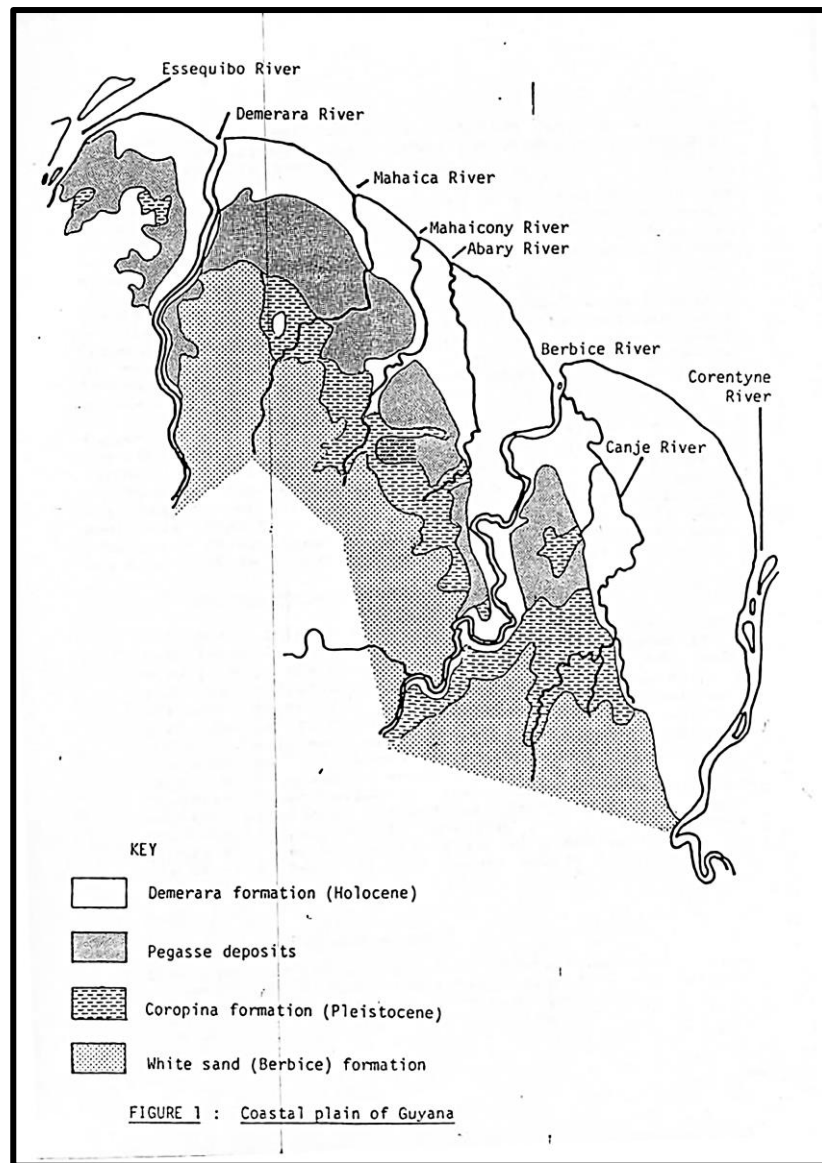 Essequibo River
Demerara River
Mahaica River
Mahaicony River
Abary River
Berbice River
Corentyne
River
Canje River
KEY
Demerara formation (Holocene)
Pegasse deposits
Coropina formation (Pleistocene)
White sand (Berbice) formation
FIGURE 1 : Coastal plain of Guyana